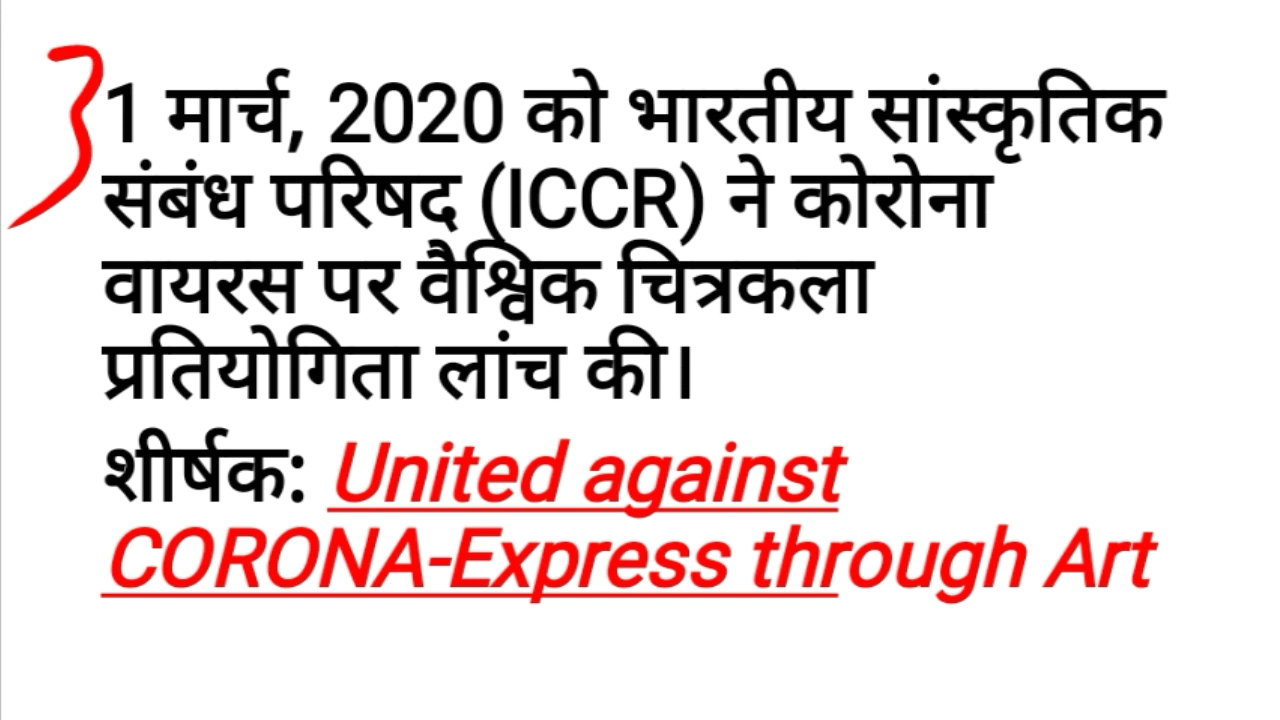 31 मार्च, 2020 को भारतीय सांस्कृतिक
संबंध परिषद (ICCR) ने कोरोना
वायरस पर वैश्विक चित्रकला
प्रतियोगिता लांच की।
शीर्षक: United against
CORONA-Express through Art